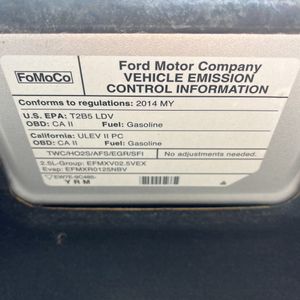 FoMoCo
Ford Motor Company
VEHICLE EMISSION
CONTROL INFORMATION
Conforms to regulations: 2014 MY
U.S. EPA: T2B5 LDV
OBD: CA II Fuel: Gasoline
California: ULEV II PC
OBD: CA II Fuel: Gasoline
TWC/HO2S/AFS/EGR/SFI No adjustments needed.
2.5L-Group: EFMXV02.5VEX
Evap: EFMXR0125NBV
EW7E-9C485-
Y R M